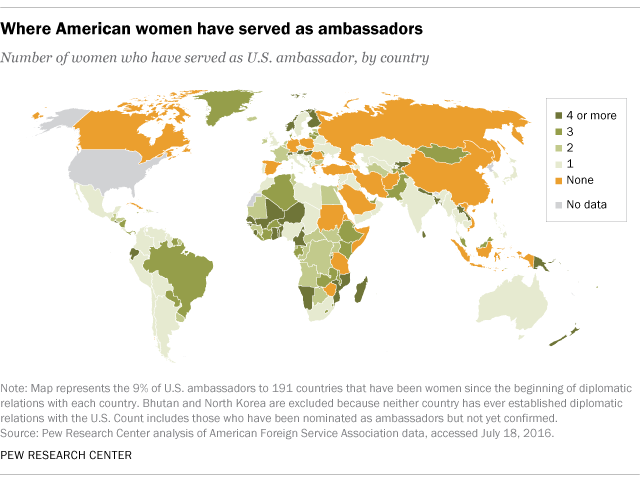 Where American women have served as ambassadors
Number of women who have served as U.S. ambassador, by country
4 or more
3
2
1
None
No data
Note: Map represents the 9% of U.S. ambassadors to 191 countries that have been women since the beginning of diplomatic
relations with each country. Bhutan and North Korea are excluded because neither country has ever established diplomatic
relations with the U.S. Count includes those who have been nominated as ambassadors but not yet confirmed.
Source: Pew Research Center analysis of American Foreign Service Association data, accessed July 18, 2016.
PEW RESEARCH CENTER